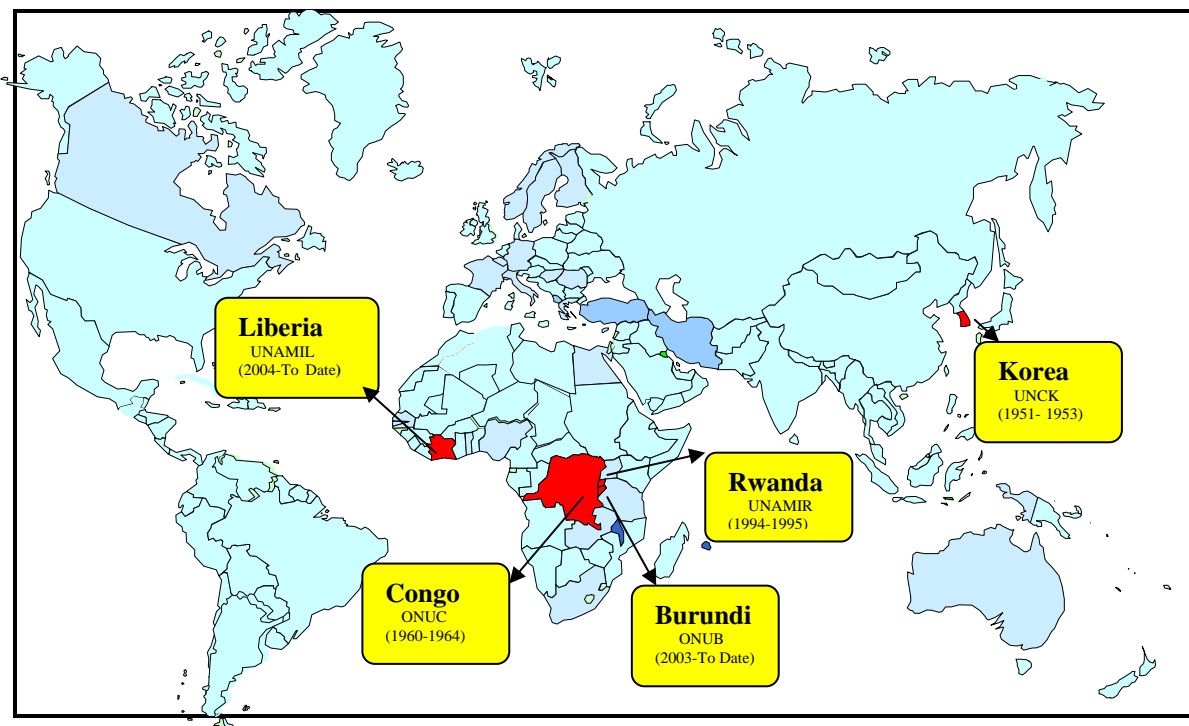 Liberia
UNAMIL
(2004-To Date)
Korea
UNCK
(1951- 1953)
Rwanda
UNAMIR
(1994-1995)
Congo
ONUC
(1960-1964)
Burundi
ONUB
(2003-To Date)